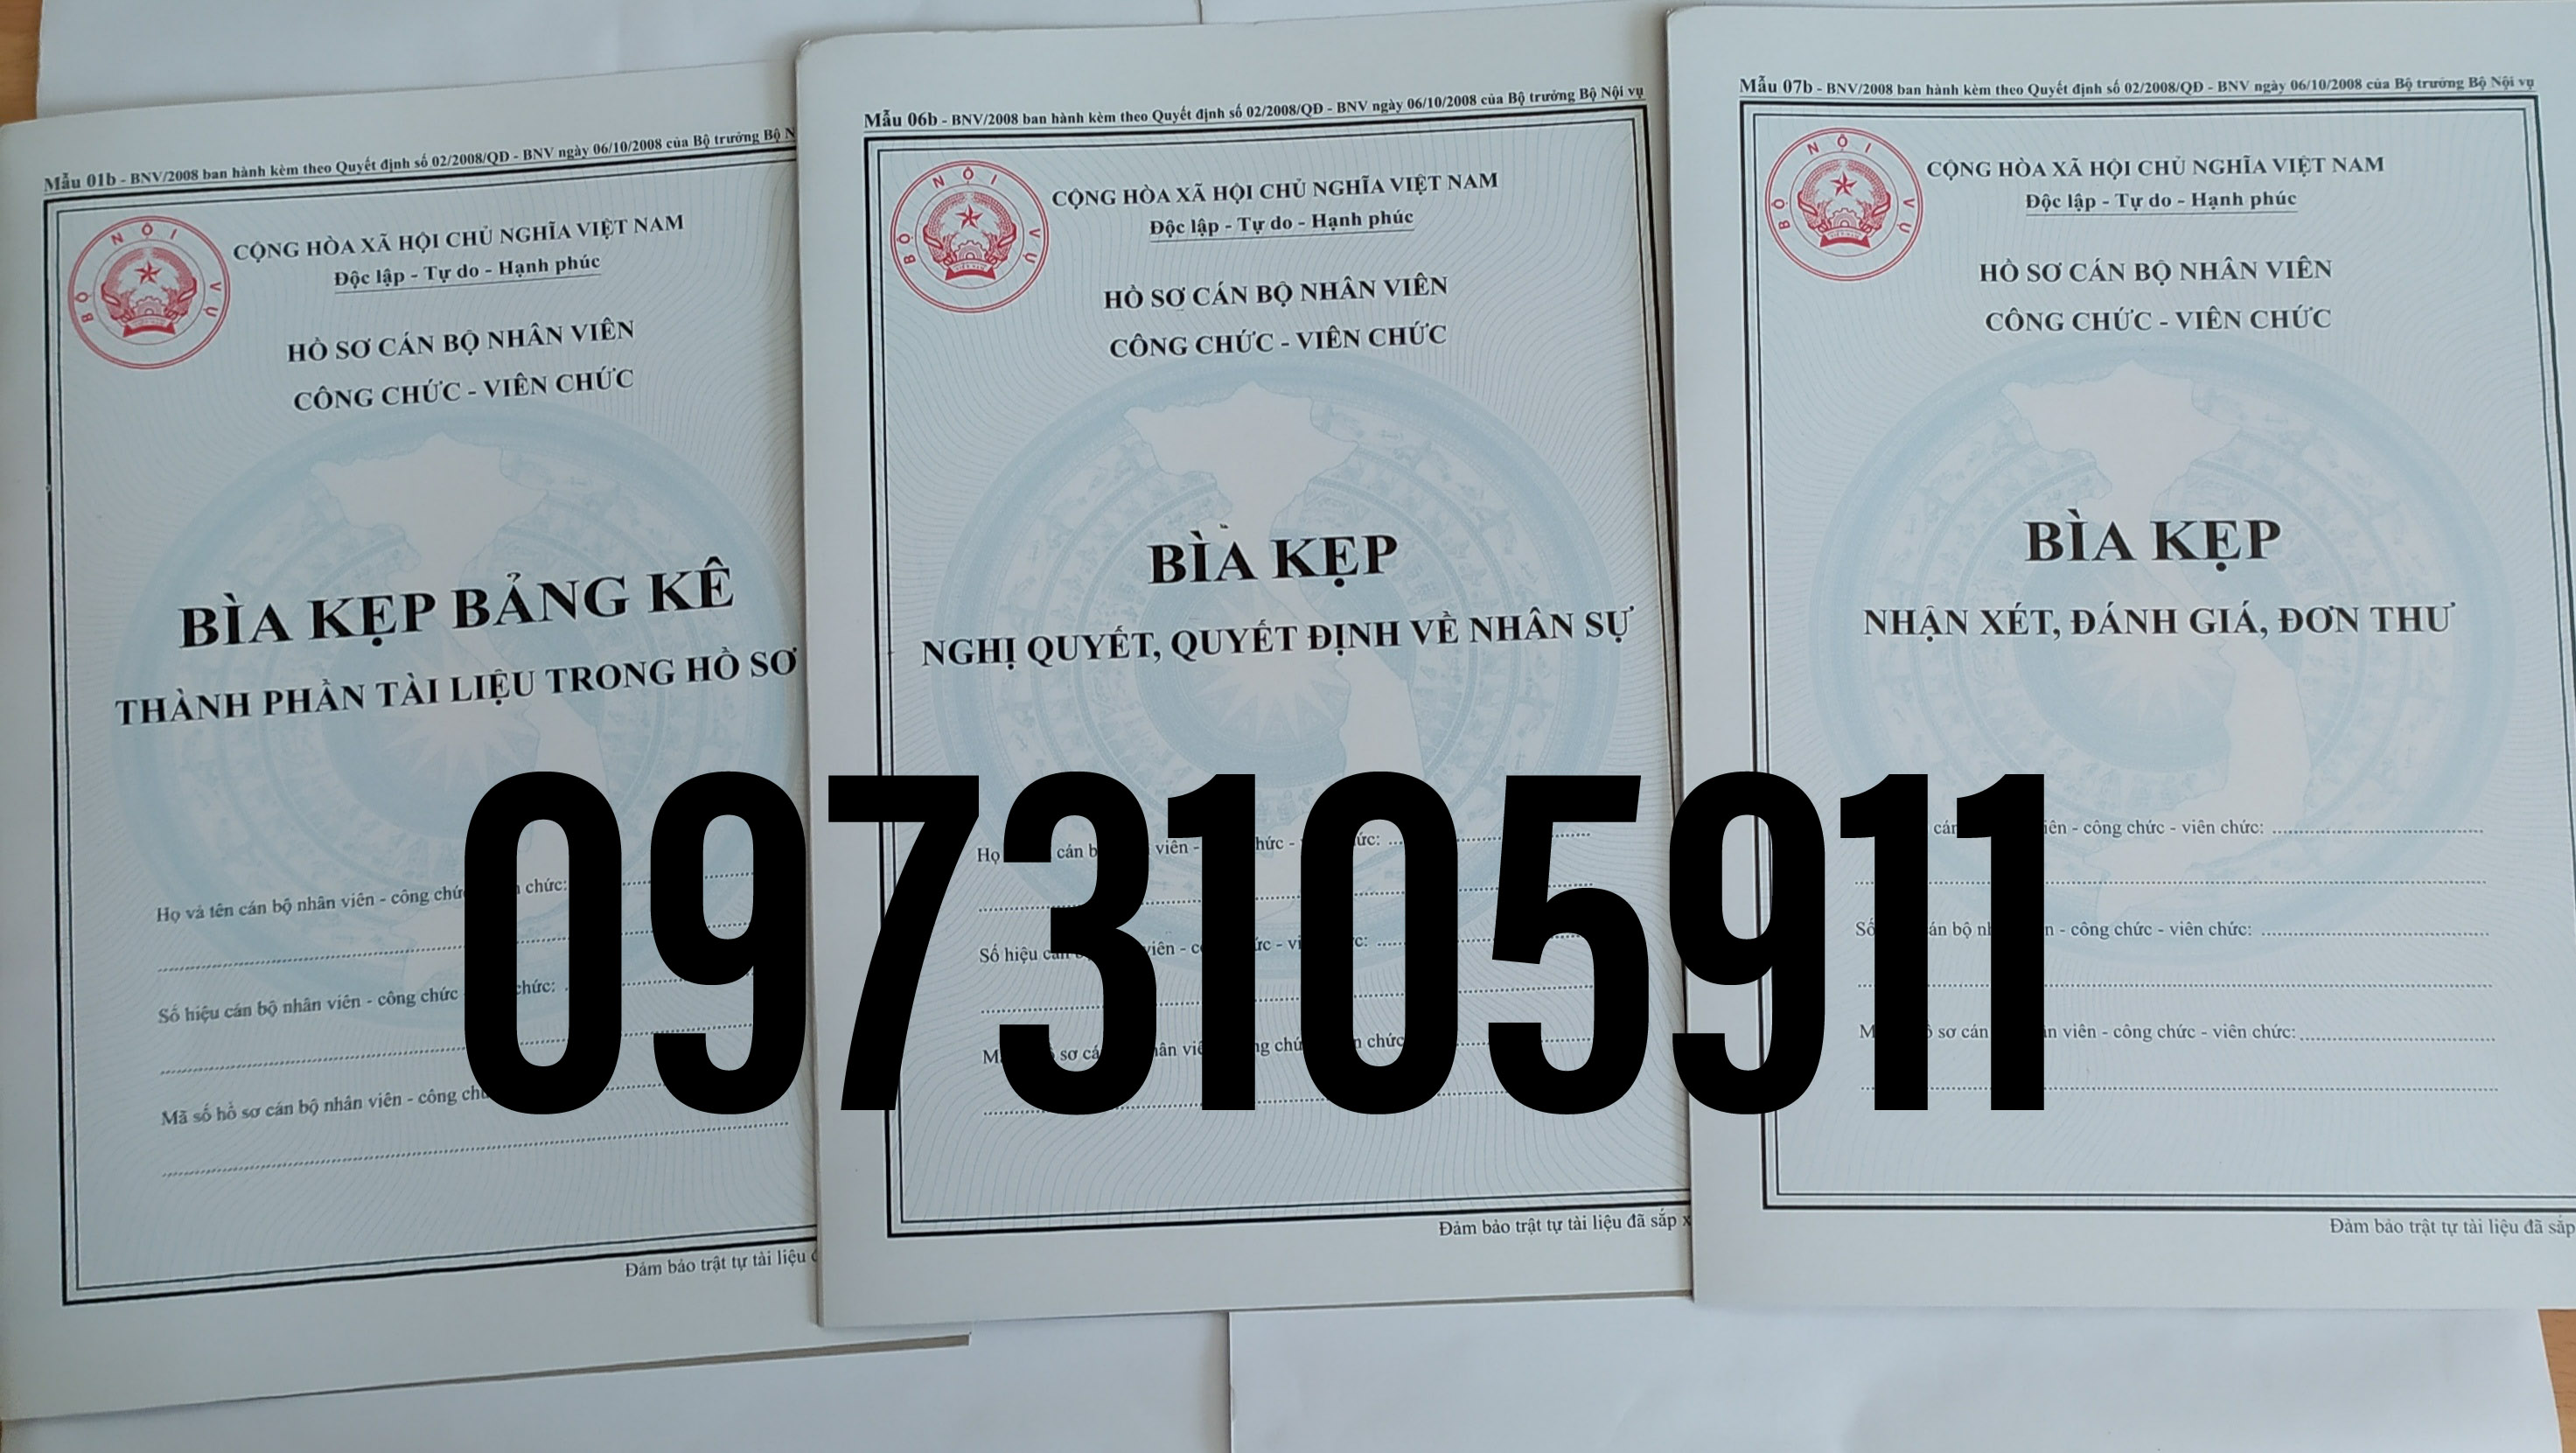 Mẫu 01b - BNV/2008 ban hành kèm theo Quyết định số 02/2008/QĐ - BNV ngày 06/10/2008 của Bộ trưởng Bộ
BỘ NỘI VỤ
CỘNG HÒA XÃ HỘI CHỦ NGHĨA VIỆT NAM
Độc lập - Tự do - Hạnh phúc
HỒ SƠ CÁN BỘ NHÂN VIÊN
CÔNG CHỨC - VIÊN CHỨC
BÌA KẸP BẢNG KÊ
THÀNH PHẦN TÀI LIỆU TRONG HỒ SƠ
Họ và tên cán bộ nhân viên - công chức chức:
Số hiệu cán bộ nhân viên - công chức chức:
Mã số hồ sơ cán bộ nhân viên - công
Đảm bảo trật tự tài liệu
Mẫu 06b - BNV/2008 ban hành kèm theo Quyết định số 02/2008/QĐ - BNV ngày 06/10/2008 của Bộ trưởng Bộ Nội vụ
BỘ NỘI VỤ
CỘNG HÒA XÃ HỘI CHỦ NGHĨA VIỆT NAM
Độc lập - Tự do - Hạnh phúc
HỒ SƠ CÁN BỘ NHÂN VIÊN
CÔNG CHỨC - VIÊN CHỨC
BÌA KẸP
NGHỊ QUYẾT, QUYẾT ĐỊNH VỀ NHÂN SỰ
Họ cán viên -
Số hiệu
sơ chức
Đảm bảo trật tự tài liệu đã sắp
Mẫu 07b - BNV/2008 ban hành kèm theo Quyết định số 02/2008/QĐ - BNV ngày 06/10/2008 của Bộ trưởng Bộ Nội vụ
BỘ NỘI VỤ
CỘNG HÒA XÃ HỘI CHỦ NGHĨA VIỆT NAM
Độc lập - Tự do - Hạnh phúc
HỒ SƠ CÁN BỘ NHÂN VIÊN
CÔNG CHỨC - VIÊN CHỨC
BÌA KẸP
NHẬN XÉT, ĐÁNH GIÁ, ĐƠN THƯ
- công chức - viên chức:
Số bộ - công chức - viên chức:
sơ cán viên - công chức - viên chức:
Đảm bảo trật tự tài liệu đã sắp
0973105911